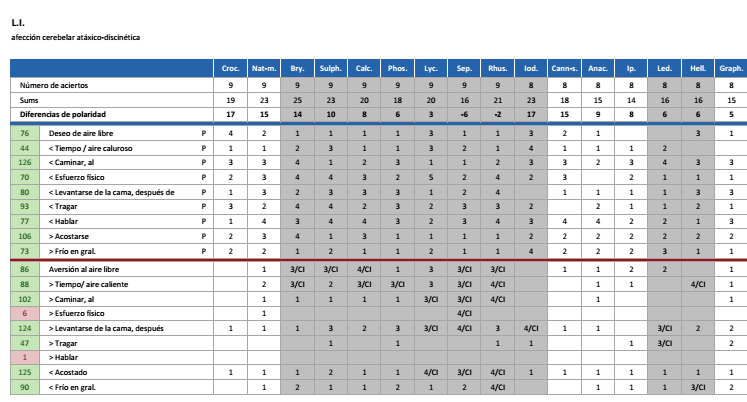 L.I.
afección cerebelar atáxico-discinética
Croc. Nat-m. Bry. Sulph. Calc. Phos. Lyc. Sep. Rhus. Iod. Cann-s. Anac. Ip. Led. Hell. Graph.
Número de aciertos 9 9 9 9 9 9 9 9 9 8 8 8 8 8 8 8
Sums 19 23 25 23 20 18 20 16 21 23 18 15 14 16 16 15
Diferencias de polaridad 17 15 14 10 8 6 3 -6 -2 17 15 9 8 6 6 5
76 Deseo de aire libre P 4 2 1 1 1 1 3 1 1 3 2 1 3 1
44 < Tiempo / aire caluroso P 1 1 2 3 1 1 3 2 1 4 1 1 1 2
126 < Caminar, al P 3 3 4 1 2 3 1 1 2 3 3 2 3 4 3 3
70 < Esfuerzo físico P 2 3 4 4 3 2 5 2 4 2 3 2 1 1 1
80 < Levantarse de la cama, después de P 1 3 2 3 3 3 1 2 4 1 1 1 1 3 3
93 < Tragar P 3 2 4 4 2 3 2 3 3 2 2 1 1 2 1
77 < Hablar P 1 4 3 4 4 3 2 3 4 3 4 4 2 2 1 1
106 > Acostarse P 2 3 4 1 3 1 1 1 1 2 2 2 2 2 2 2
73 > Frío en gral. P 2 2 1 2 1 1 2 1 1 4 2 2 2 3 1 1
86 Aversión al aire libre 1 3/CI 3/CI 4/CI 1 3 3/CI 3/CI 1 1 2 2 1
88 > Tiempo/ aire caliente 2 3/CI 2 3/CI 3/CI 1 3/CI 4/CI 1 1 4/CI 1
102 > Caminar, al 1 1 1 1 1 3/CI 3/CI 4/CI 1 1
6 > Esfuerzo físico 1 4/CI
124 > Levantarse de la cama, después 1 1 1 3 2 3 3/CI 4/CI 3 4/CI 1 1 3/CI 2 2
47 > Tragar 1 1 1 1 1 3/CI 2
1 > Hablar
125 < Acostado 1 1 1 2 1 1 4/CI 3/CI 4/CI 1 1 1 1 1 1 1
90 < Frío en gral. 1 2 1 1 2 1 2 4/CI 1 1 1 3/CI 2